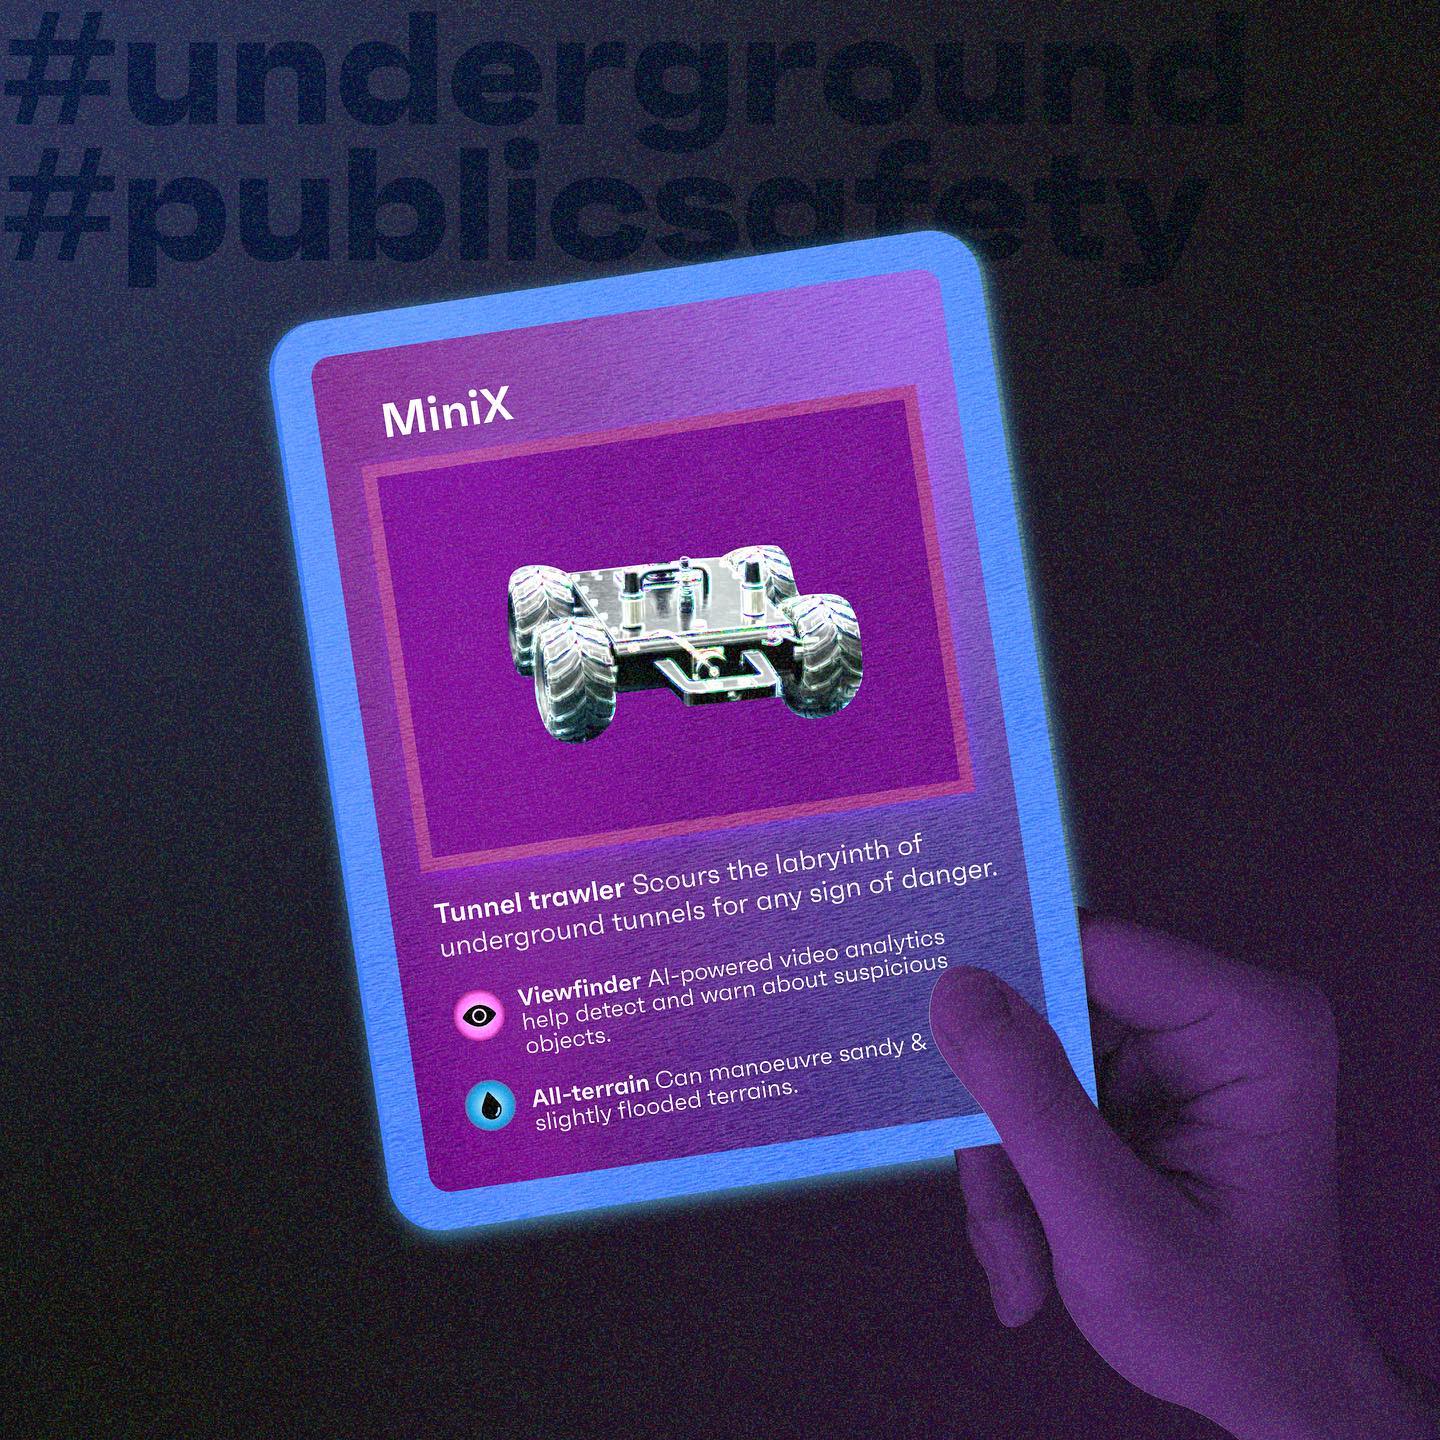 #underground
#publicsafety
MiniX
Tunnel trawler Scours the labryinth of
underground tunnels for any sign of danger.
Viewfinder AI-powered video analytics
help detect and warn about suspicious
objects.
All-terrain Can manoeuvre sandy &
slightly flooded terrains.